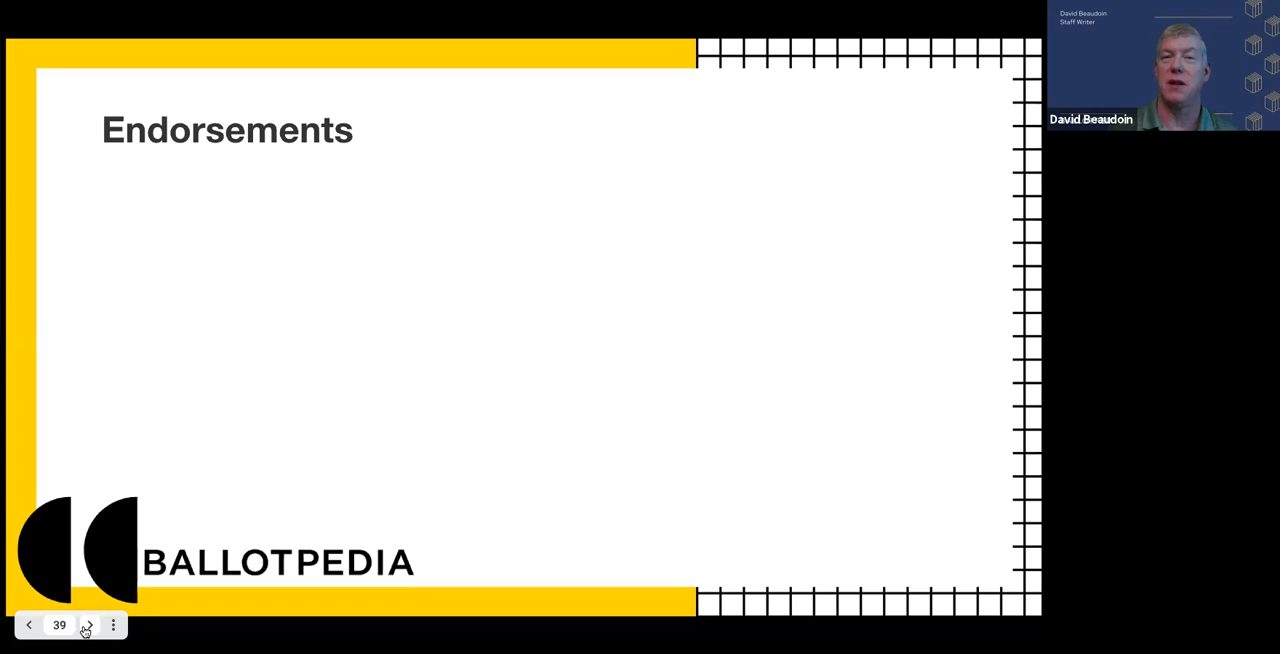 David Beaudoin
Staff Writer
David Beaudoin
Endorsements
BALLOTPEDIA
39